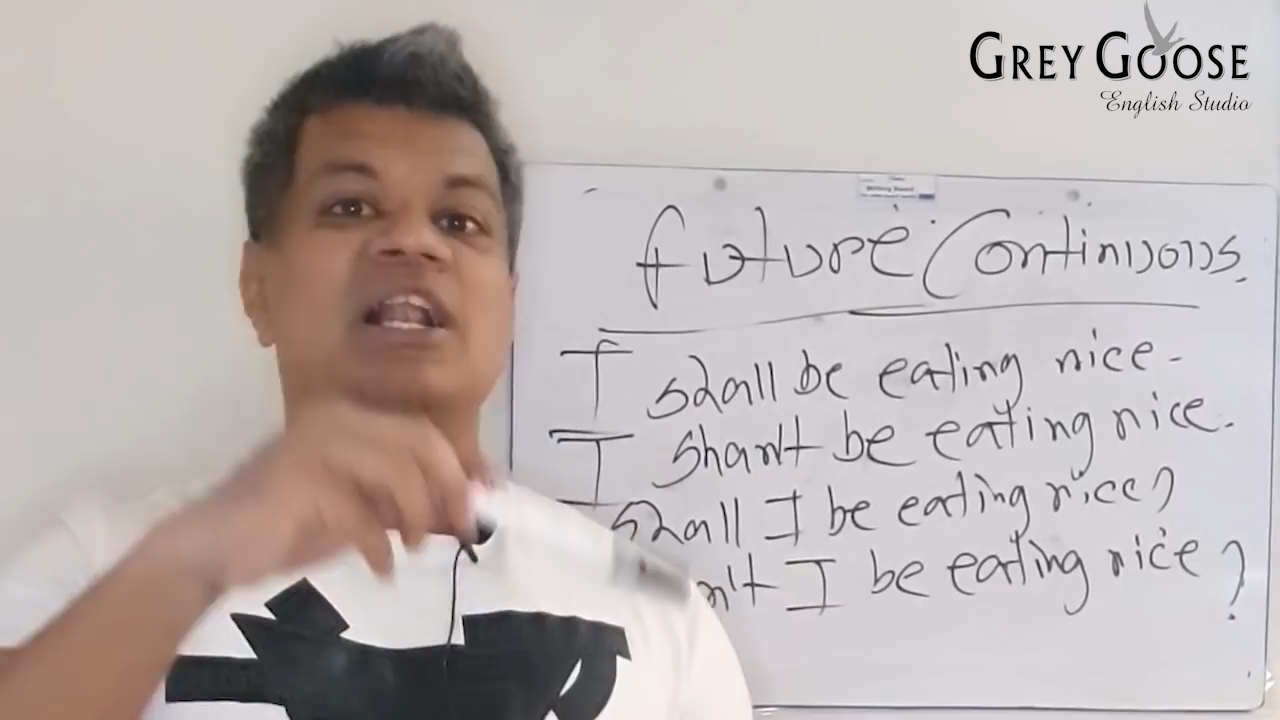 GREY GOOSE
English Studio
future Continuous.
I shall be eating rice.
I shan't be eating rice.
shall I be eating rice?
n't I be eating rice?